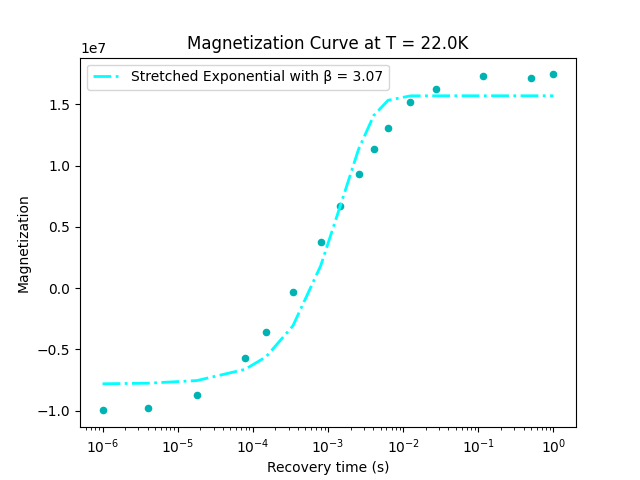 Magnetization Curve at T = 22.0K
1e7
Stretched Exponential with β = 3.07
1.5
1.0
0.5
0.0
−0.5
−1.0
Magnetization
10⁻⁶ 10⁻⁵ 10⁻⁴ 10⁻³ 10⁻² 10⁻¹ 10⁰
Recovery time (s)